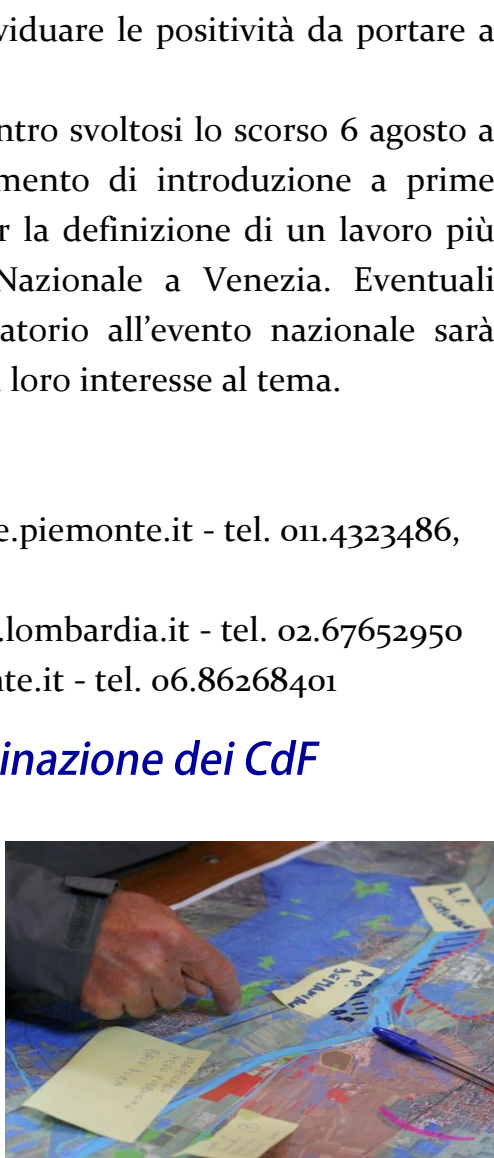 viduare le positività da portare a
ntro svoltosi lo scorso 6 agosto a
mento di introduzione a prime
r la definizione di un lavoro più
Nazionale a Venezia. Eventuali
atorio all’evento nazionale sarà
loro interesse al tema.
e.piemonte.it - tel. 011.4323486,
.lombardia.it - tel. 02.67652950
nte.it - tel. 06.86268401
inazione dei CdF
A.P.
A.P.